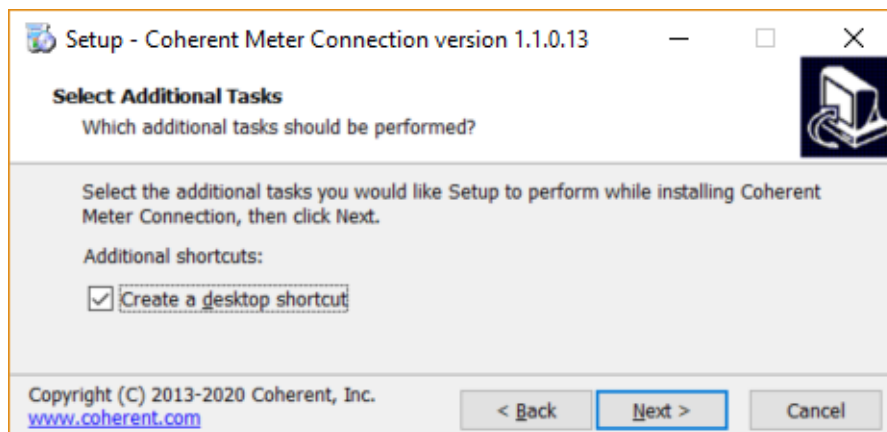 Setup - Coherent Meter Connection version 1.1.0.13
Select Additional Tasks
Which additional tasks should be performed?
Select the additional tasks you would like Setup to perform while installing Coherent
Meter Connection, then click Next.
Additional shortcuts:
Create a desktop shortcut
Copyright (C) 2013-2020 Coherent, Inc.
www.coherent.com
< Back
Next >
Cancel